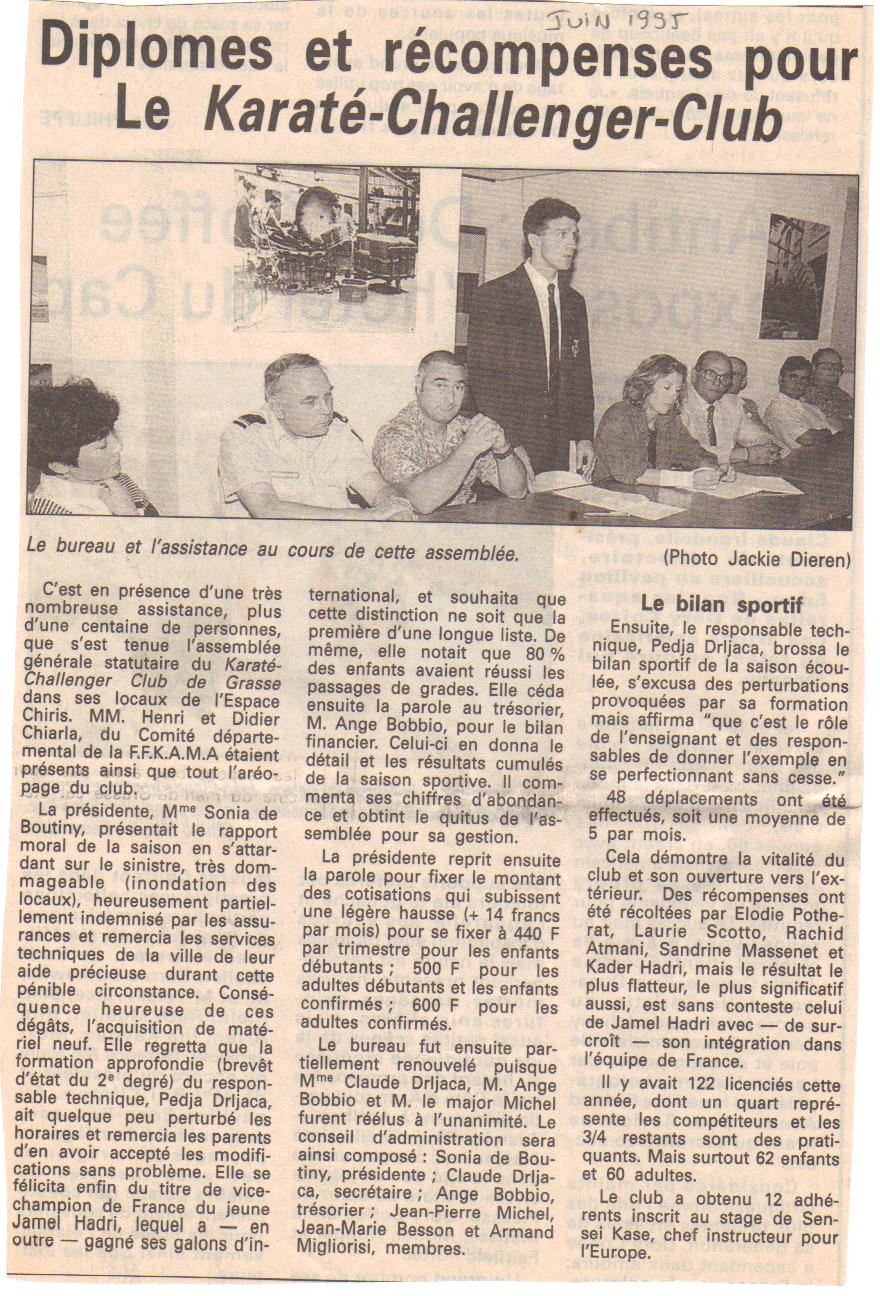 Juin 1995
Diplomes et récompenses pour
Le Karaté-Challenger-Club
Le bureau et l'assistance au cours de cette assemblée.
(Photo Jackie Dieren)
C'est en présence d'une très
nombreuse assistance, plus
d'une centaine de personnes,
que s'est tenue l'assemblée
générale statutaire du Karaté-
Challenger Club de Grasse
dans ses locaux de l'Espace
Chiris. MM. Henri et Didier
Chiarla, du Comité départe-
mental de la F.F.K.A.M.A étaient
présents ainsi que tout l'aréo-
page du club.
La présidente, Mme Sonia de
Boutiny, présentait le rapport
moral de la saison en s'attar-
dant sur le sinistre, très dom-
mageable (inondation des
locaux), heureusement partiel-
lement indemnisé par les assu-
rances et remercia les services
techniques de la ville de leur
aide précieuse durant cette
pénible circonstance. Consé-
quence heureuse de ces
dégâts, l'acquisition de maté-
riel neuf. Elle regretta que la
formation approfondie (brevêt
d'état du 2e degré) du respon-
sable technique, Pedja Drljaca,
ait quelque peu perturbé les
horaires et remercia les parents
d'en avoir accepté les modifi-
cations sans problème. Elle se
félicita enfin du titre de vice-
champion de France du jeune
Jamel Hadri, lequel a — en
outre — gagné ses galons d'in-
ternational, et souhaita que
cette distinction ne soit que la
première d'une longue liste. De
même, elle notait que 80 %
des enfants avaient réussi les
passages de grades. Elle céda
ensuite la parole au trésorier,
M. Ange Bobbio, pour le bilan
financier. Celui-ci en donna le
détail et les résultats cumulés
de la saison sportive. Il com-
menta ses chiffres d'abondan-
ce et obtint le quitus de l'as-
semblée pour sa gestion.
La présidente reprit ensuite
la parole pour fixer le montant
des cotisations qui subissent
une légère hausse (+ 14 francs
par mois) pour se fixer à 440 F
par trimestre pour les enfants
débutants ; 500 F pour les
adultes débutants et les enfants
confirmés ; 600 F pour les
adultes confirmés.
Le bureau fut ensuite par-
tiellement renouvelé puisque
Mme Claude Drljaca, M. Ange
Bobbio et M. le major Michel
furent réélus à l'unanimité. Le
conseil d'administration sera
ainsi composé : Sonia de Bou-
tiny, présidente ; Claude Drlja-
ca, secrétaire ; Ange Bobbio,
trésorier ; Jean-Pierre Michel,
Jean-Marie Besson et Armand
Migliorisi, membres.
Le bilan sportif
Ensuite, le responsable tech-
nique, Pedja Drljaca, brossa le
bilan sportif de la saison écou-
lée, s'excusa des perturbations
provoquées par sa formation
mais affirma "que c'est le rôle
de l'enseignant et des respon-
sables de donner l'exemple en
se perfectionnant sans cesse."
48 déplacements ont été
effectués, soit une moyenne de
5 par mois.
Cela démontre la vitalité du
club et son ouverture vers l'ex-
térieur. Des récompenses ont
été récoltées par Elodie Pothe-
rat, Laurie Scotto, Rachid
Atmani, Sandrine Massenet et
Kader Hadri, mais le résultat le
plus flatteur, le plus significatif
aussi, est sans conteste celui
de Jamel Hadri avec — de sur-
croît — son intégration dans
l'équipe de France.
Il y avait 122 licenciés cette
année, dont un quart repré-
sente les compétiteurs et les
3/4 restants sont des prati-
quants. Mais surtout 62 enfants
et 60 adultes.
Le club a obtenu 12 adhé-
rents inscrit au stage de Sen-
sei Kase, chef instructeur pour
l'Europe.